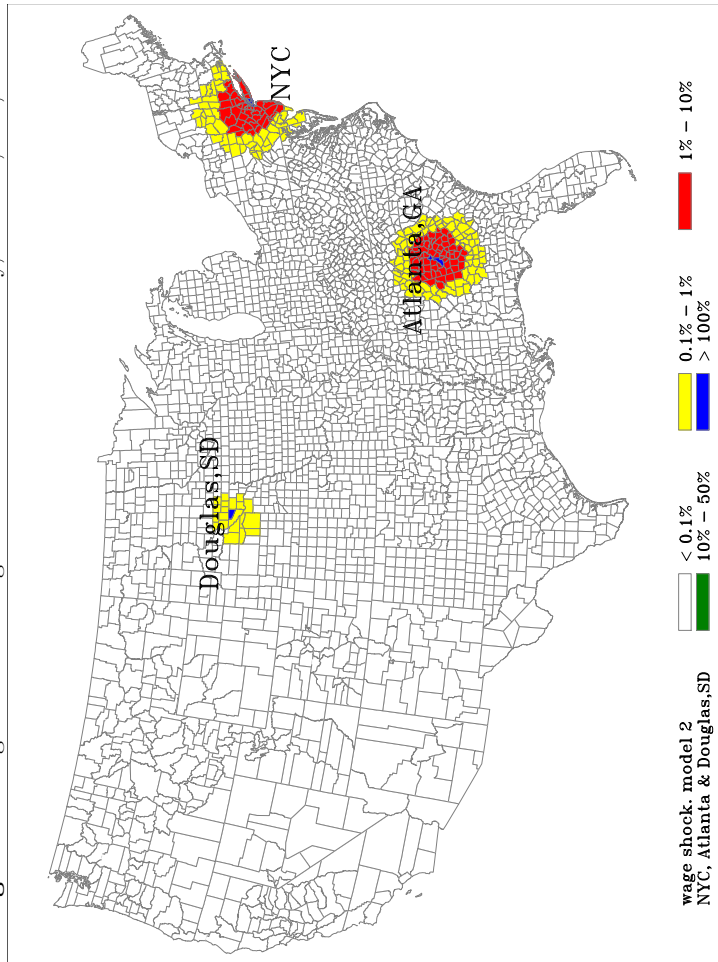 NYC
Atlanta,GA
Douglas,SD
wage shock. model 2
NYC, Atlanta & Douglas,SD
< 0.1%
10% – 50%
0.1% – 1%
> 100%
1% – 10%